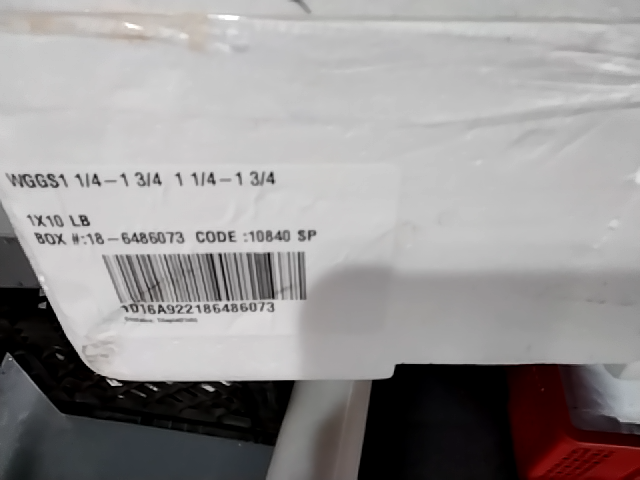 WGGS1 1/4-1 3/4 1 1/4-1 3/4
1X10 LB
BOX #:18-6486073 CODE :10840 SP
1D16A922186486073